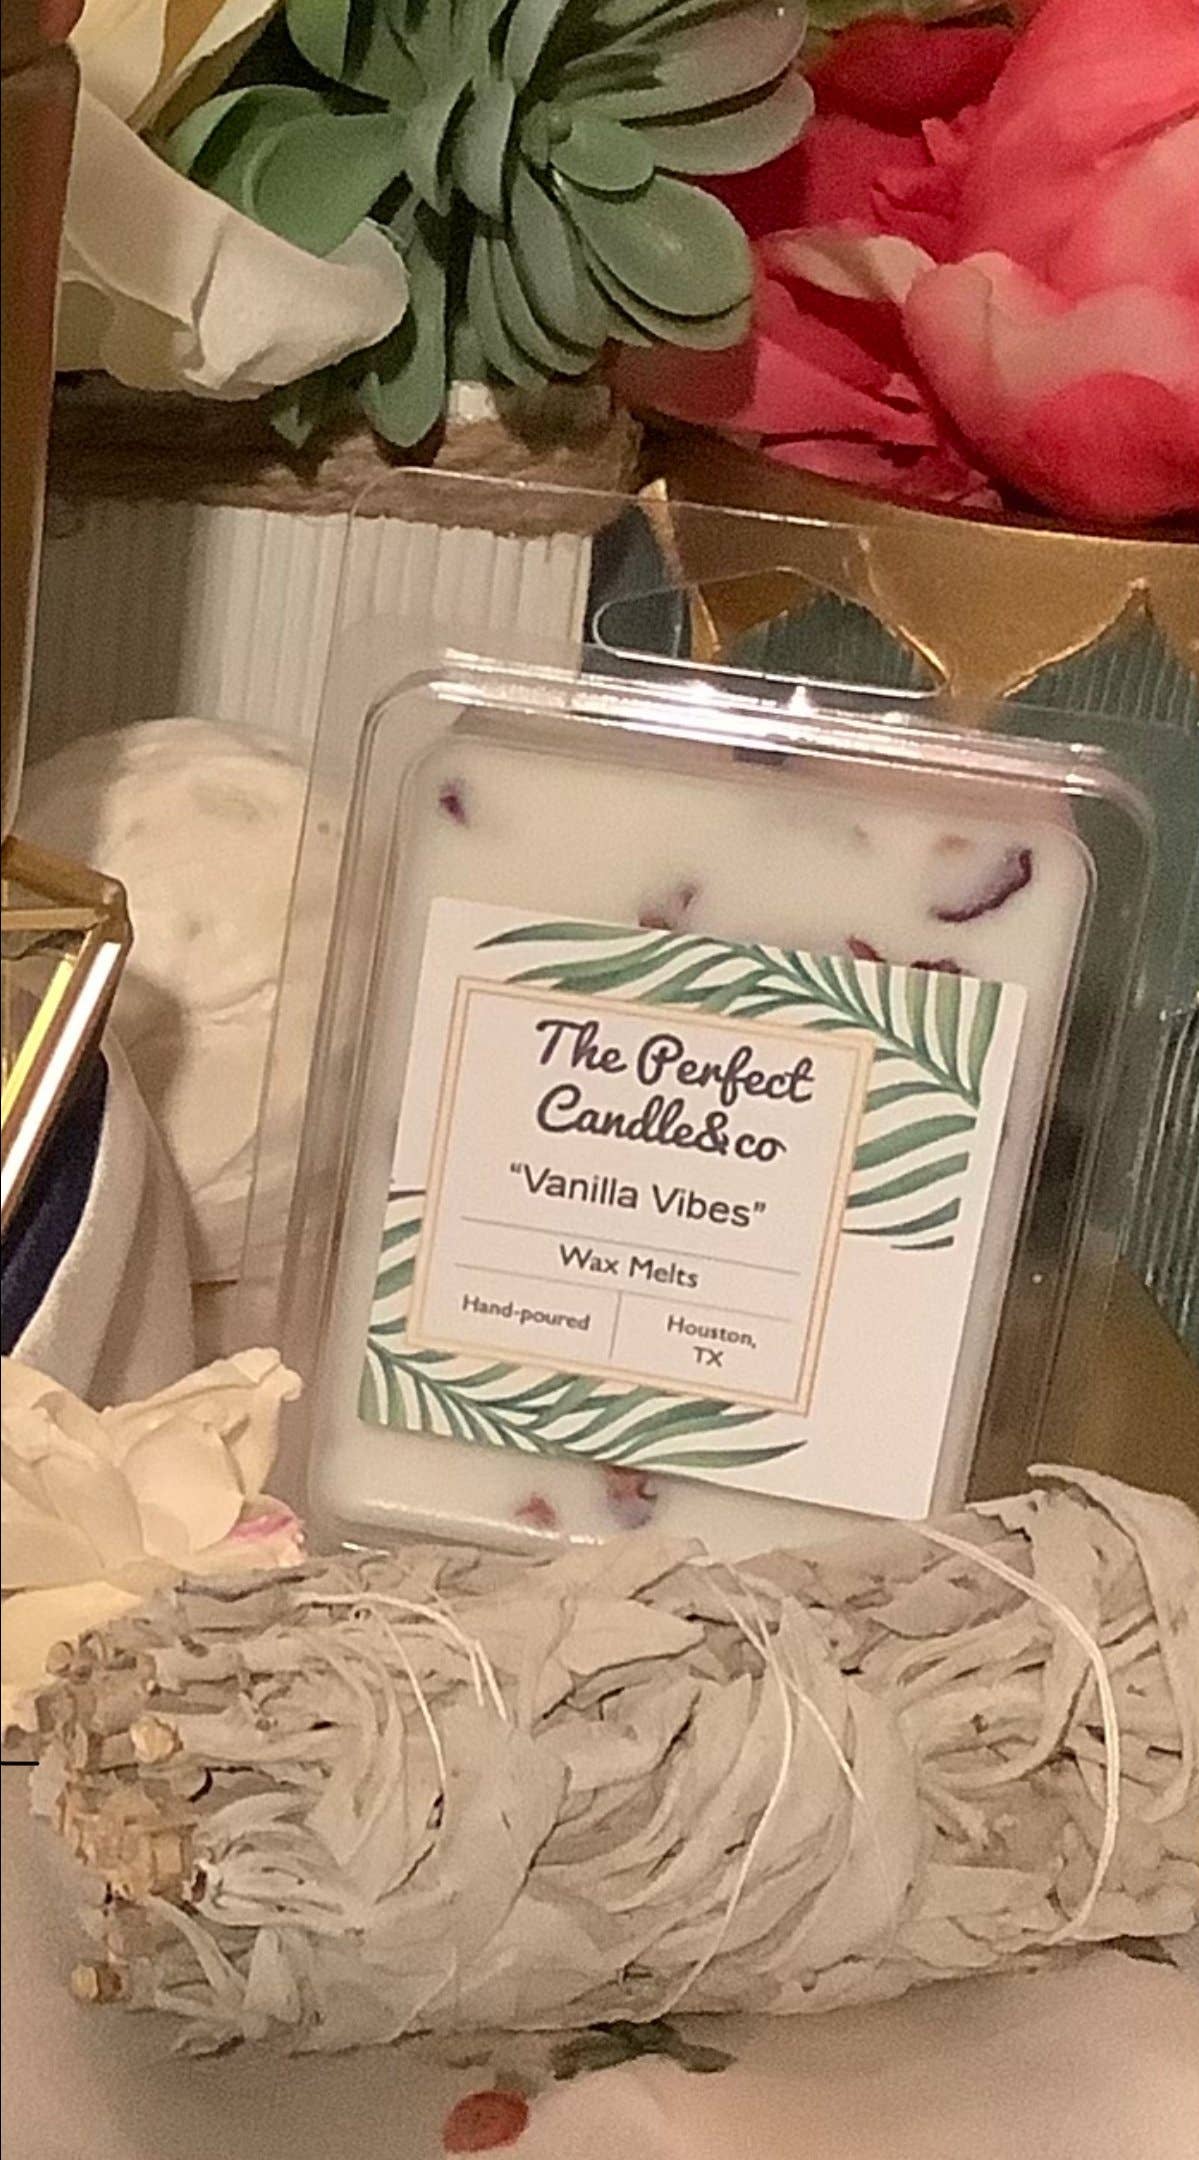 The Perfect
Candle& co
“Vanilla Vibes”
Wax Melts
Hand-poured
Houston,
TX